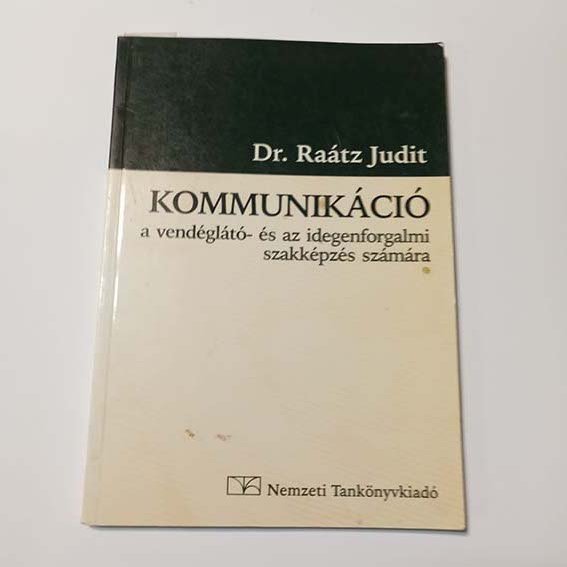 Dr. Raátz Judit
KOMMUNIKÁCIÓ
a vendéglátó- és az idegenforgalmi
szakképzés számára
Nemzeti Tankönyvkiadó